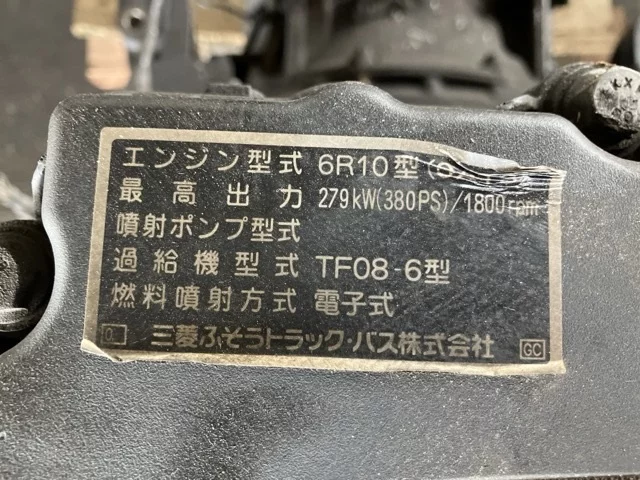 エンジン型式 6R10型
最高出力 279kW(380PS)/1800rpm
噴射ポンプ型式
過給機型式 TF08-6型
燃料噴射方式 電子式
三菱ふそうトラック・バス株式会社 GC